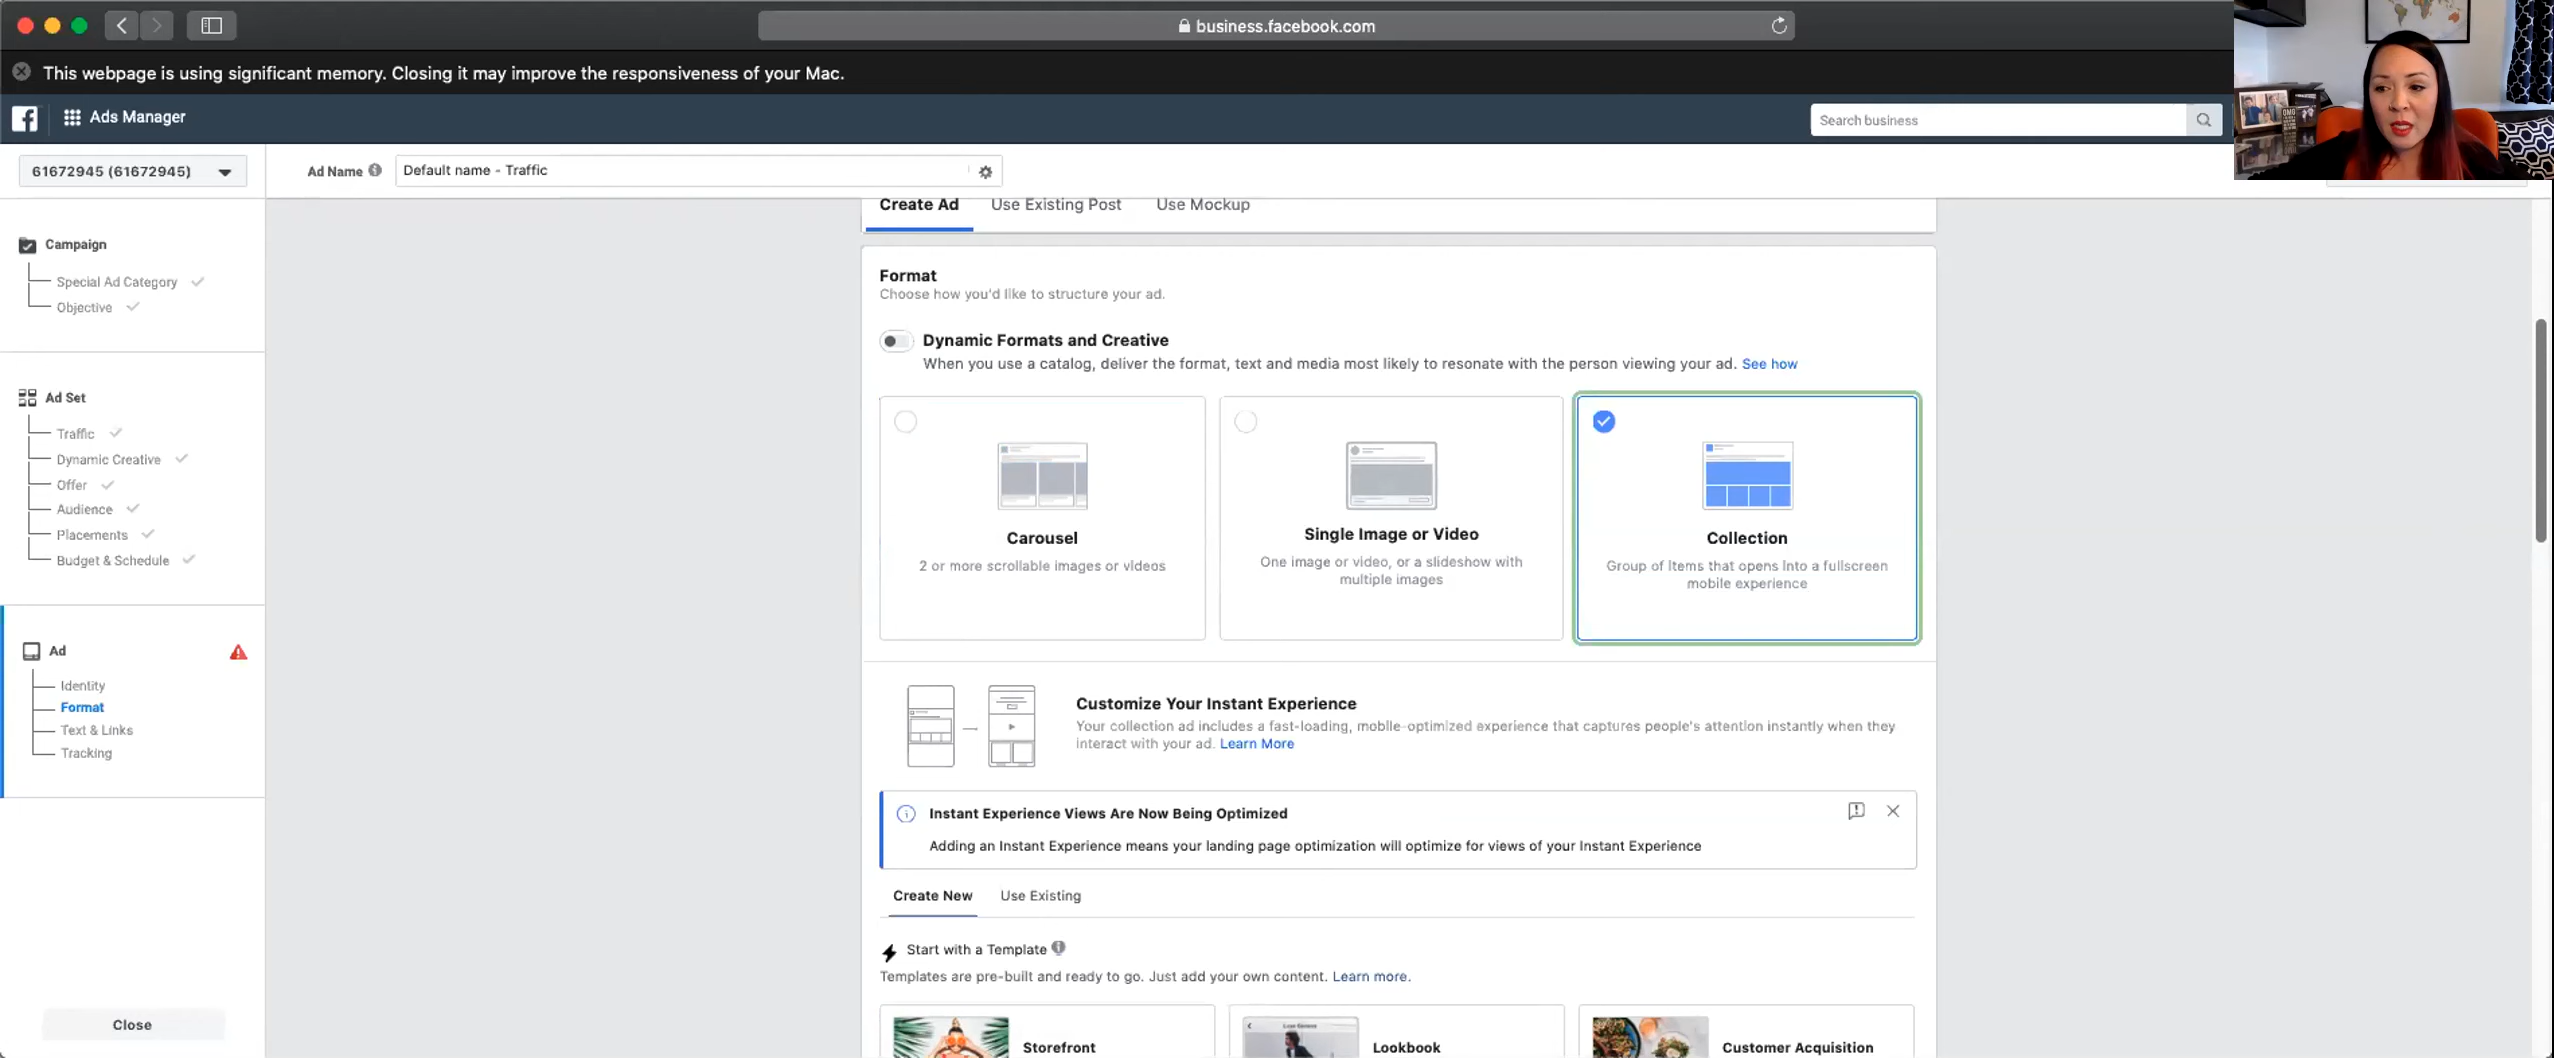 business.facebook.com
This webpage is using significant memory. Closing it may improve the responsiveness of your Mac.
Ads Manager
Search business
61672945 (61672945)
Ad Name
Default name - Traffic
Create Ad
Use Existing Post
Use Mockup
Campaign
Special Ad Category
Objective
Format
Choose how you'd like to structure your ad.
Dynamic Formats and Creative
When you use a catalog, deliver the format, text and media most likely to resonate with the person viewing your ad. See how
Ad Set
Traffic
Dynamic Creative
Offer
Audience
Placements
Budget & Schedule
Carousel
2 or more scrollable images or videos
Single Image or Video
One image or video, or a slideshow with
multiple images
Collection
Group of items that opens into a fullscreen
mobile experience
Ad
Identity
Format
Text & Links
Tracking
Customize Your Instant Experience
Your collection ad includes a fast-loading, mobile-optimized experience that captures people's attention instantly when they
interact with your ad. Learn More
Instant Experience Views Are Now Being Optimized
Adding an Instant Experience means your landing page optimization will optimize for views of your Instant Experience
Create New
Use Existing
Start with a Template
Templates are pre-built and ready to go. Just add your own content. Learn more.
Storefront
Lookbook
Customer Acquisition
Close